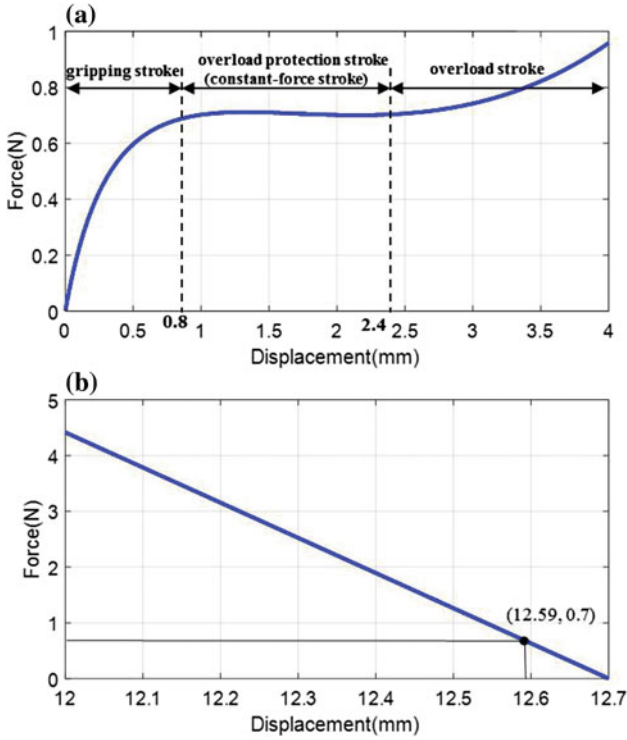 (a)
1
0.8
0.6
0.4
0.2
0
Force(N)
gripping stroke
overload protection stroke
(constant-force stroke)
overload stroke
0 0.5 0.8 1 1.5 2 2.4 2.5 3 3.5 4
Displacement(mm)
(b)
5
4
3
2
1
0
Force(N)
(12.59, 0.7)
12 12.1 12.2 12.3 12.4 12.5 12.6 12.7
Displacement(mm)